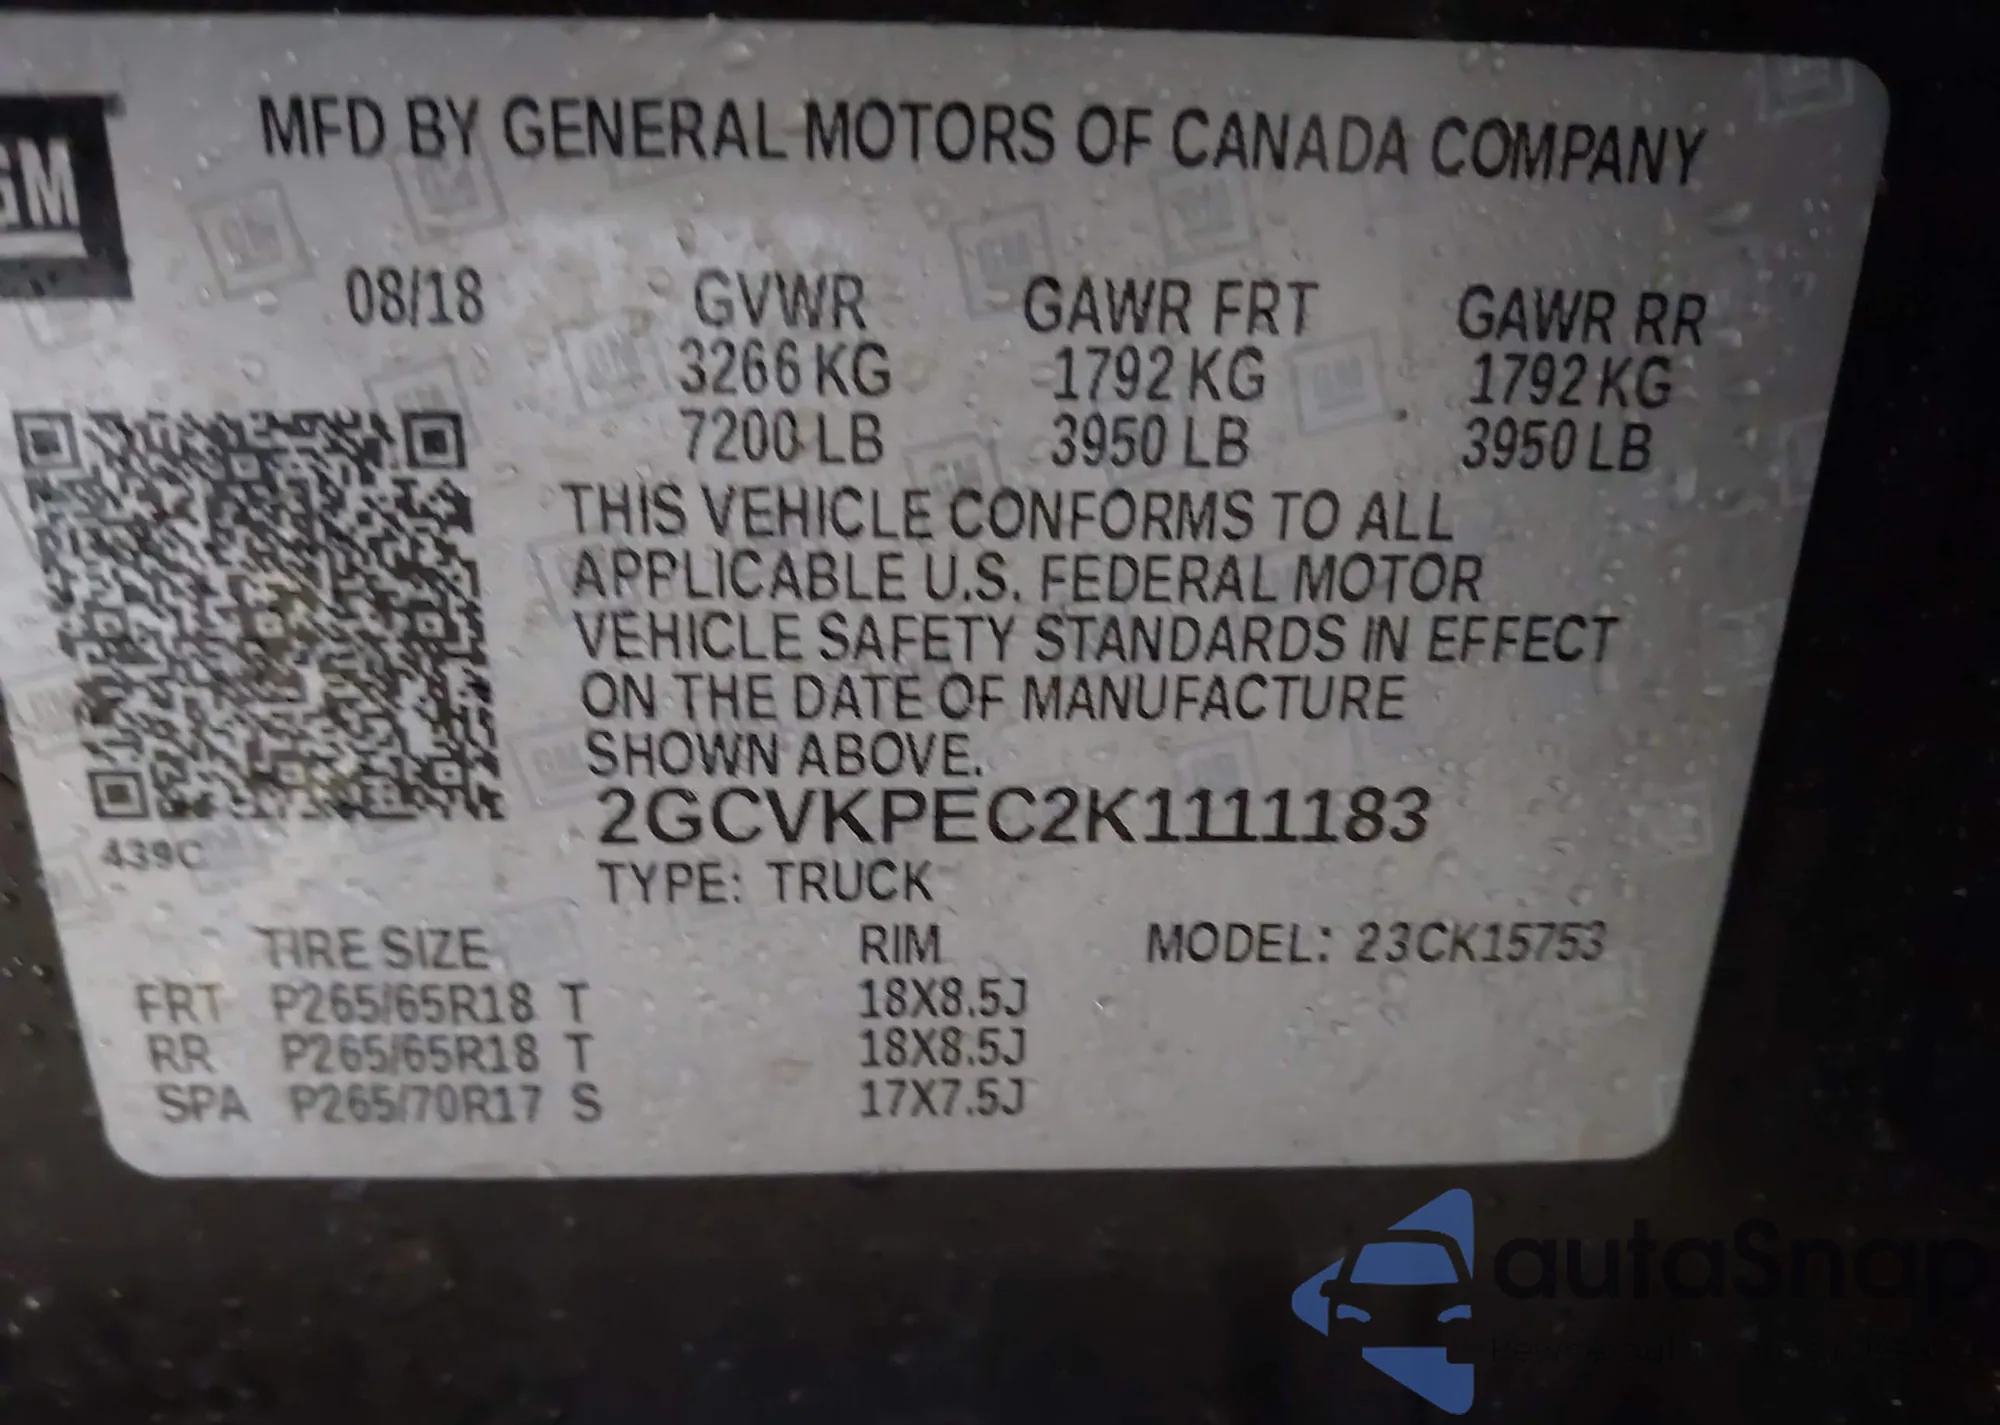 GM
MFD BY GENERAL MOTORS OF CANADA COMPANY
08/18 GVWR GAWR FRT GAWR RR
3266 KG 1792 KG 1792 KG
7200 LB 3950 LB 3950 LB
THIS VEHICLE CONFORMS TO ALL
APPLICABLE U.S. FEDERAL MOTOR
VEHICLE SAFETY STANDARDS IN EFFECT
ON THE DATE OF MANUFACTURE
SHOWN ABOVE.
2GCVKPEC2K1111183
439C
TYPE: TRUCK
TIRE SIZE RIM MODEL: 23CK15753
FRT P265/65R18 T 18X8.5J
RR P265/65R18 T 18X8.5J
SPA P265/70R17 S 17X7.5J
autaSnap